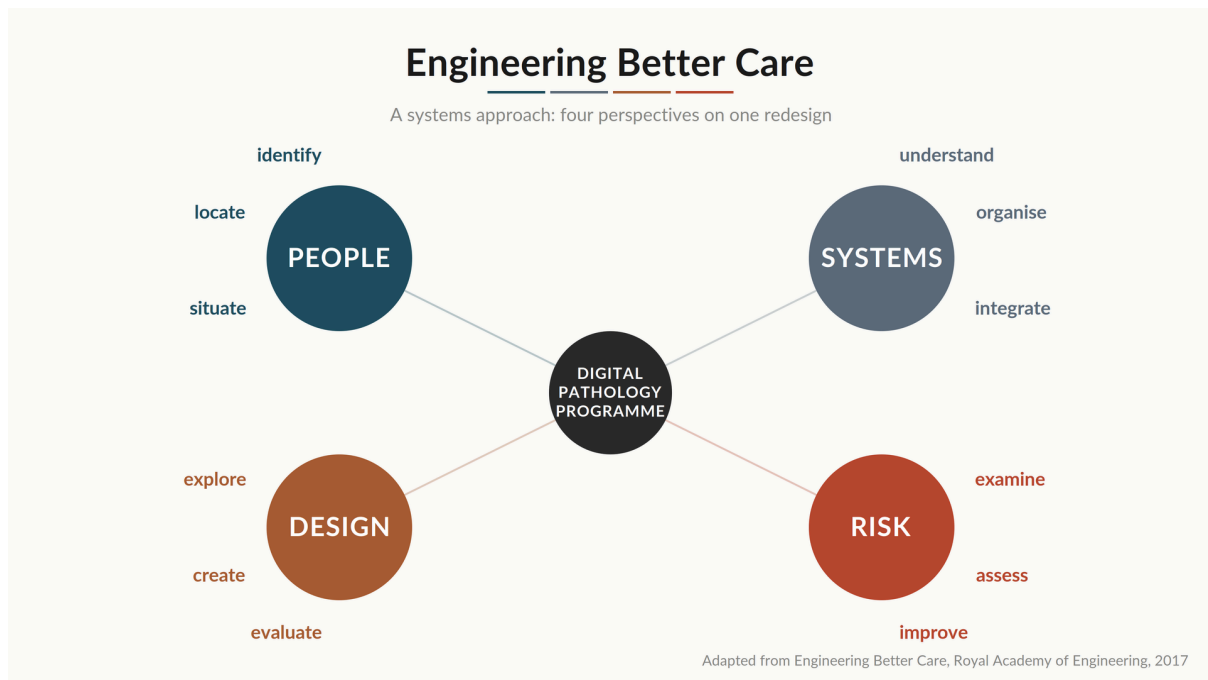 Engineering Better Care
A systems approach: four perspectives on one redesign
identify
locate
situate
PEOPLE
understand
organise
integrate
SYSTEMS
DIGITAL
PATHOLOGY
PROGRAMME
explore
create
evaluate
DESIGN
examine
assess
improve
RISK
Adapted from Engineering Better Care, Royal Academy of Engineering, 2017